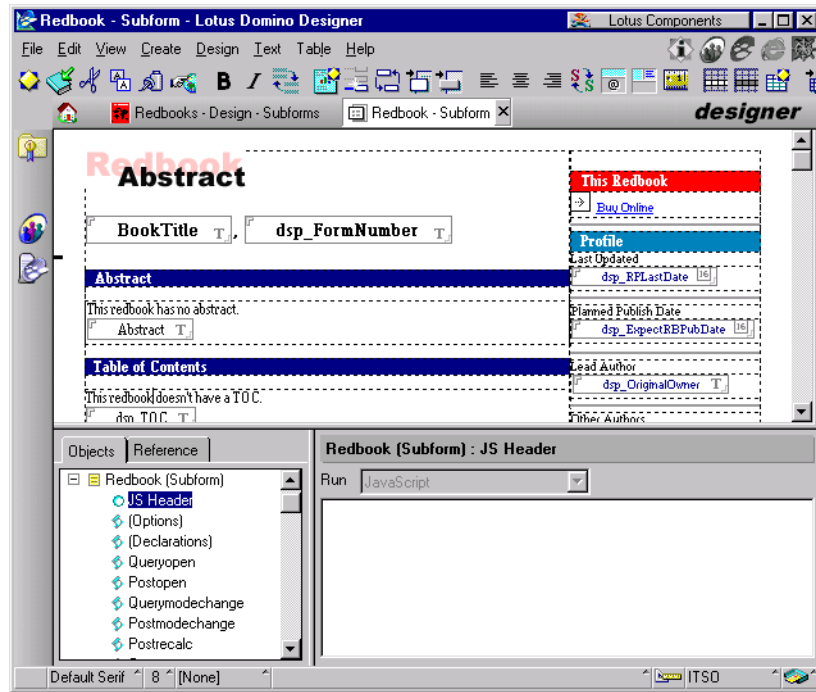 Redbook - Subform - Lotus Domino Designer
Lotus Components
File Edit View Create Design Text Table Help
B I
Redbooks - Design - Subforms
Redbook - Subform
designer
Redbook
Abstract
BookTitle T , dsp_FormNumber T
Abstract
This redbook has no abstract.
Abstract T
Table of Contents
This redbook doesn't have a TOC.
dsp_TOC T
This Redbook
Buy Online
Profile
Last Updated
dsp_RPLastDate 16
Planned Publish Date
dsp_ExpectRBPubDate 16
Lead Author
dsp_OriginalOwner T
Other Authors
Objects Reference
Redbook (Subform)
JS Header
(Options)
(Declarations)
Queryopen
Postopen
Querymodechange
Postmodechange
Postrecalc
Redbook (Subform) : JS Header
Run JavaScript
Default Serif 8 [None] ITSO